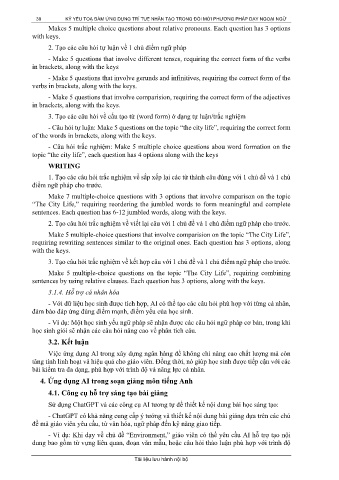 38 KỶ YẾU TỌA ĐÀM ỨNG DỤNG TRÍ TUỆ NHÂN TẠO TRONG ĐỔI MỚI PHƯƠNG PHÁP DẠY NGOẠI NGỮ
Makes 5 multiple choice questions about relative pronouns. Each question has 3 options
with keys.
2. Tạo các câu hỏi tự luận về 1 chủ điểm ngữ pháp
- Make 5 questions that involve different tenses, requiring the correct form of the verbs
in brackets, along with the keys
- Make 5 questions that involve gerunds and infinitives, requiring the correct form of the
verbs in brackets, along with the keys.
- Make 5 questions that involve comparision, requiring the correct form of the adjectives
in brackets, along with the keys.
3. Tạo các câu hỏi về cấu tạo từ (word form) ở dạng tự luận/trắc nghiệm
- Câu hỏi tự luận: Make 5 questions on the topic “the city life”, requiring the correct form
of the words in brackets, along with the keys.
- Câu hỏi trắc nghiệm: Make 5 multiple choice questions about word formation on the
topic “the city life”, each question has 4 options along with the keys
WRITING
1. Tạo các câu hỏi trắc nghiệm về sắp xếp lại các từ thành câu đúng với 1 chủ đề và 1 chủ
điểm ngữ pháp cho trước.
Make 7 multiple-choice questions with 3 options that involve comparison on the topic
“The City Life,” requiring reordering the jumbled words to form meaningful and complete
sentences. Each question has 6-12 jumbled words, along with the keys.
2. Tạo câu hỏi trắc nghiệm về viết lại câu với 1 chủ đề và 1 chủ điểm ngữ pháp cho trước.
Make 5 multiple-choice questions that involve comparison on the topic “The City Life”,
requiring rewriting sentences similar to the original ones. Each question has 3 options, along
with the keys.
3. Tạo câu hỏi trắc nghiệm về kết hợp câu với 1 chủ đề và 1 chủ điểm ngữ pháp cho trước.
Make 5 multiple-choice questions on the topic “The City Life”, requiring combining
sentences by using relative clauses. Each question has 3 options, along with the keys.
3.1.4. Hỗ trợ cá nhân hóa
- Với dữ liệu học sinh được tích hợp, AI có thể tạo các câu hỏi phù hợp với từng cá nhân,
đảm bảo đáp ứng đúng điểm mạnh, điểm yếu của học sinh.
- Ví dụ: Một học sinh yếu ngữ pháp sẽ nhận được các câu hỏi ngữ pháp cơ bản, trong khi
học sinh giỏi sẽ nhận các câu hỏi nâng cao về phân tích câu.
3.2. Kết luận
Việc ứng dụng AI trong xây dựng ngân hàng đề không chỉ nâng cao chất lượng mà còn
tăng tính linh hoạt và hiệu quả cho giáo viên. Đồng thời, nó giúp học sinh được tiếp cận với các
bài kiểm tra đa dạng, phù hợp với trình độ và năng lực cá nhân.
4. Ứng dụng AI trong soạn giảng môn tiếng Anh
4.1. Công cụ hỗ trợ sáng tạo bài giảng
Sử dụng ChatGPT và các công cụ AI tương tự để thiết kế nội dung bài học sáng tạo:
- ChatGPT có khả năng cung cấp ý tưởng và thiết kế nội dung bài giảng dựa trên các chủ
đề mà giáo viên yêu cầu, từ văn hóa, ngữ pháp đến kỹ năng giao tiếp.
- Ví dụ: Khi dạy về chủ đề “Environment,” giáo viên có thể yêu cầu AI hỗ trợ tạo nội
dung bao gồm từ vựng liên quan, đoạn văn mẫu, hoặc câu hỏi thảo luận phù hợp với trình độ
Tài liệu lưu hành nội bộ